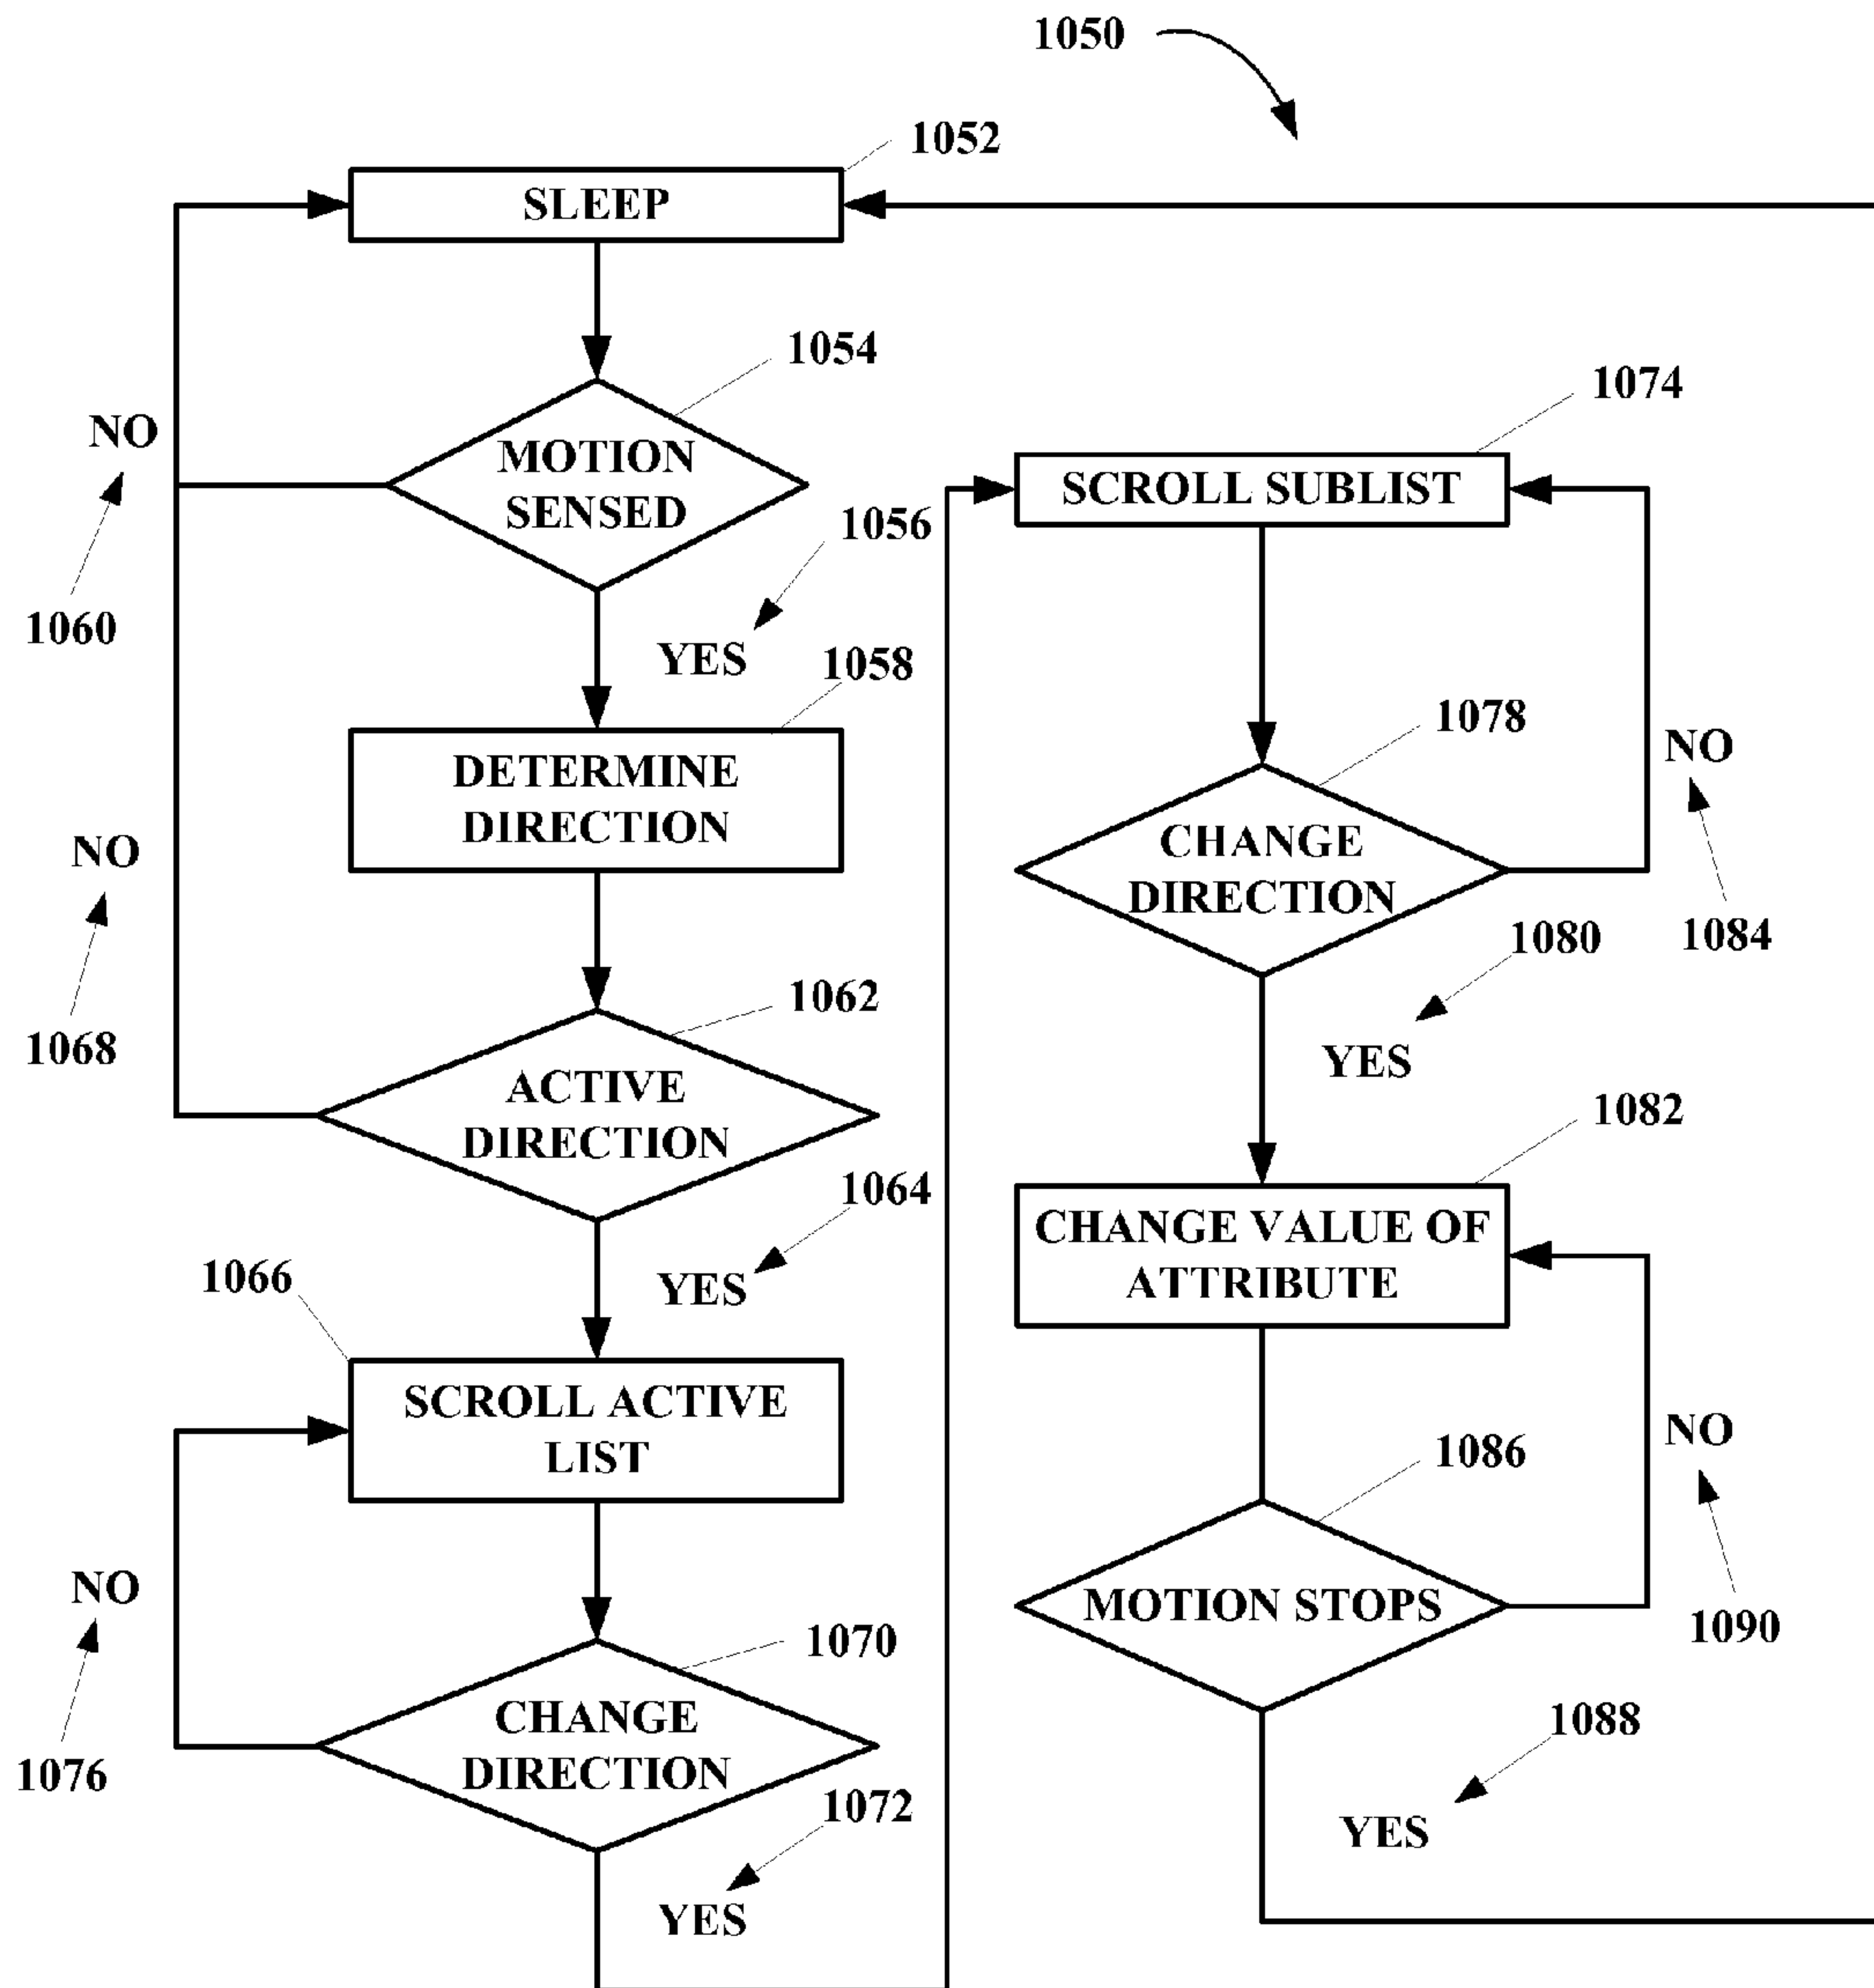 1050
1052
SLEEP
1054
NO
MOTION
SENSED
1056
1060
YES
1058
DETERMINE
DIRECTION
NO
1062
1068
ACTIVE
DIRECTION
1064
1066
YES
SCROLL ACTIVE
LIST
NO
1070
CHANGE
DIRECTION
1076
1072
YES
1074
SCROLL SUBLIST
1078
NO
CHANGE
DIRECTION
1080
1084
YES
1082
CHANGE VALUE OF
ATTRIBUTE
NO
1086
MOTION STOPS
1090
1088
YES